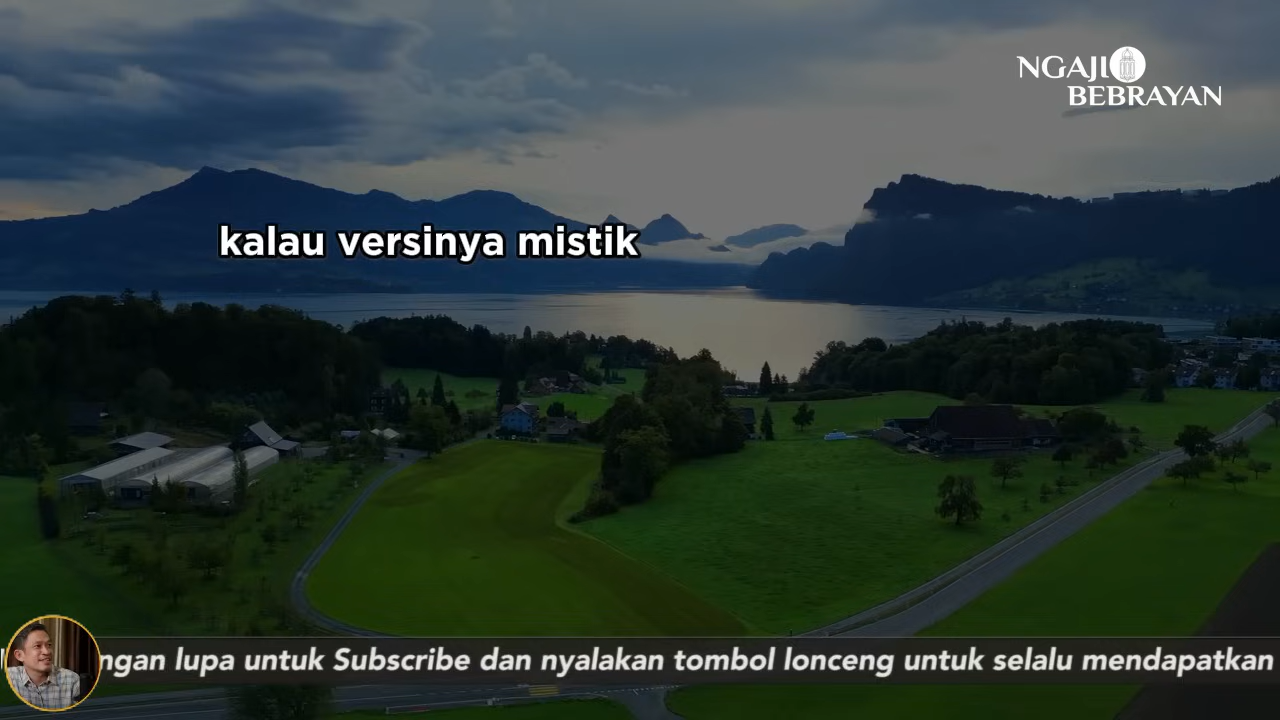 NGAJI
BEBRAYAN
kalau versinya mistik
ngan lupa untuk Subscribe dan nyalakan tombol lonceng untuk selalu mendapatkan